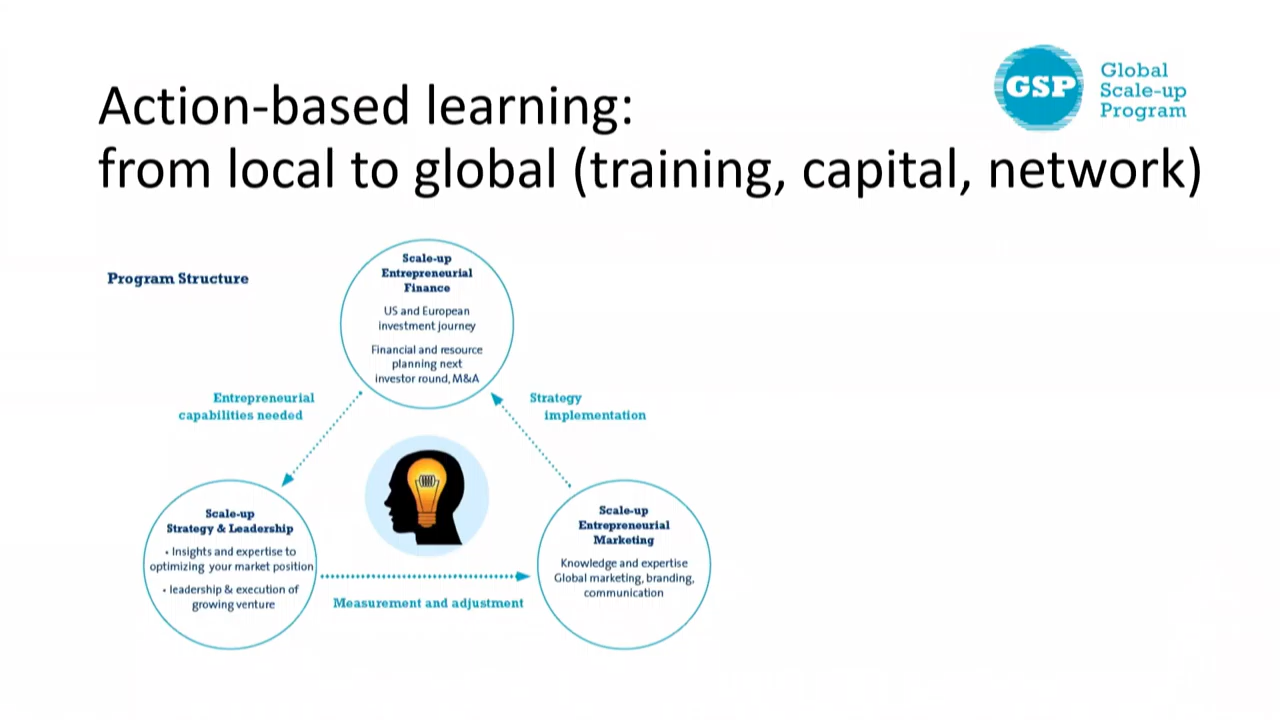 Action-based learning:
from local to global (training, capital, network)
GSP
Global
Scale-up
Program
Program Structure
Scale-up
Entrepreneurial
Finance
US and European
investment journey
Financial and resource
planning next
investor round, M&A
Entrepreneurial
capabilities needed
Strategy
implementation
Scale-up
Strategy & Leadership
• Insights and expertise to
optimizing your market position
• leadership & execution of
growing venture
Measurement and adjustment
Scale-up
Entrepreneurial
Marketing
Knowledge and expertise
Global marketing, branding,
communication